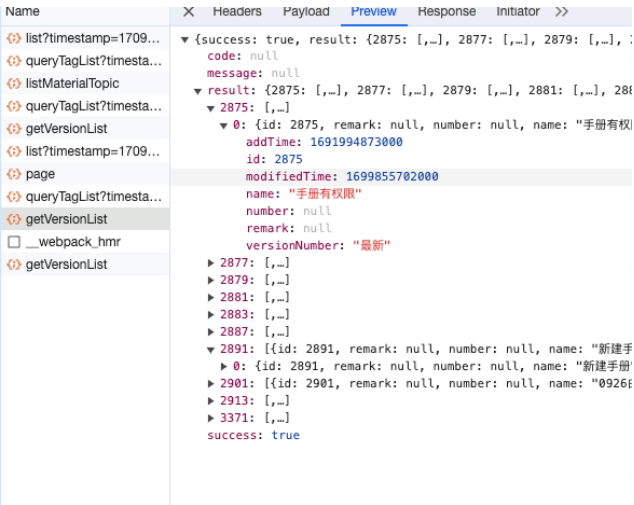 Name
Headers Payload Preview Response Initiator
list?timestamp=1709...
queryTagList?timesta...
listMaterialTopic
queryTagList?timesta...
getVersionList
list?timestamp=1709...
page
queryTagList?timesta...
getVersionList
__webpack_hmr
getVersionList
{success: true, result: {2875: [,…], 2877: [,…], 2879: [,…],
code: null
message: null
result: {2875: [,…], 2877: [,…], 2879: [,…], 2881: [,…],
2875: [,…]
0: {id: 2875, remark: null, number: null, name: "手册有权限
addTime: 1691994873000
id: 2875
modifiedTime: 1699855702000
name: "手册有权限"
number: null
remark: null
versionNumber: "最新"
2877: [,…]
2879: [,…]
2881: [,…]
2883: [,…]
2887: [,…]
2891: [{id: 2891, remark: null, number: null, name: "新建手
0: {id: 2891, remark: null, number: null, name: "新建手册
2901: [{id: 2901, remark: null, number: null, name: "0926
2913: [,…]
3371: [,…]
success: true